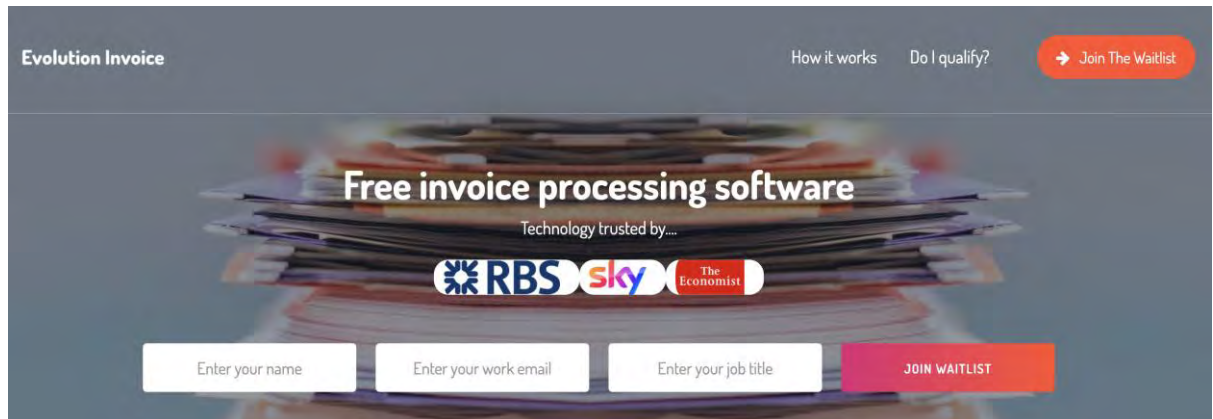 Evolution Invoice
How it works
Do I qualify?
Join The Waitlist
Free invoice processing software
Technology trusted by....
RBS
sky
The
Economist
Enter your name
Enter your work email
Enter your job title
JOIN WAITLIST